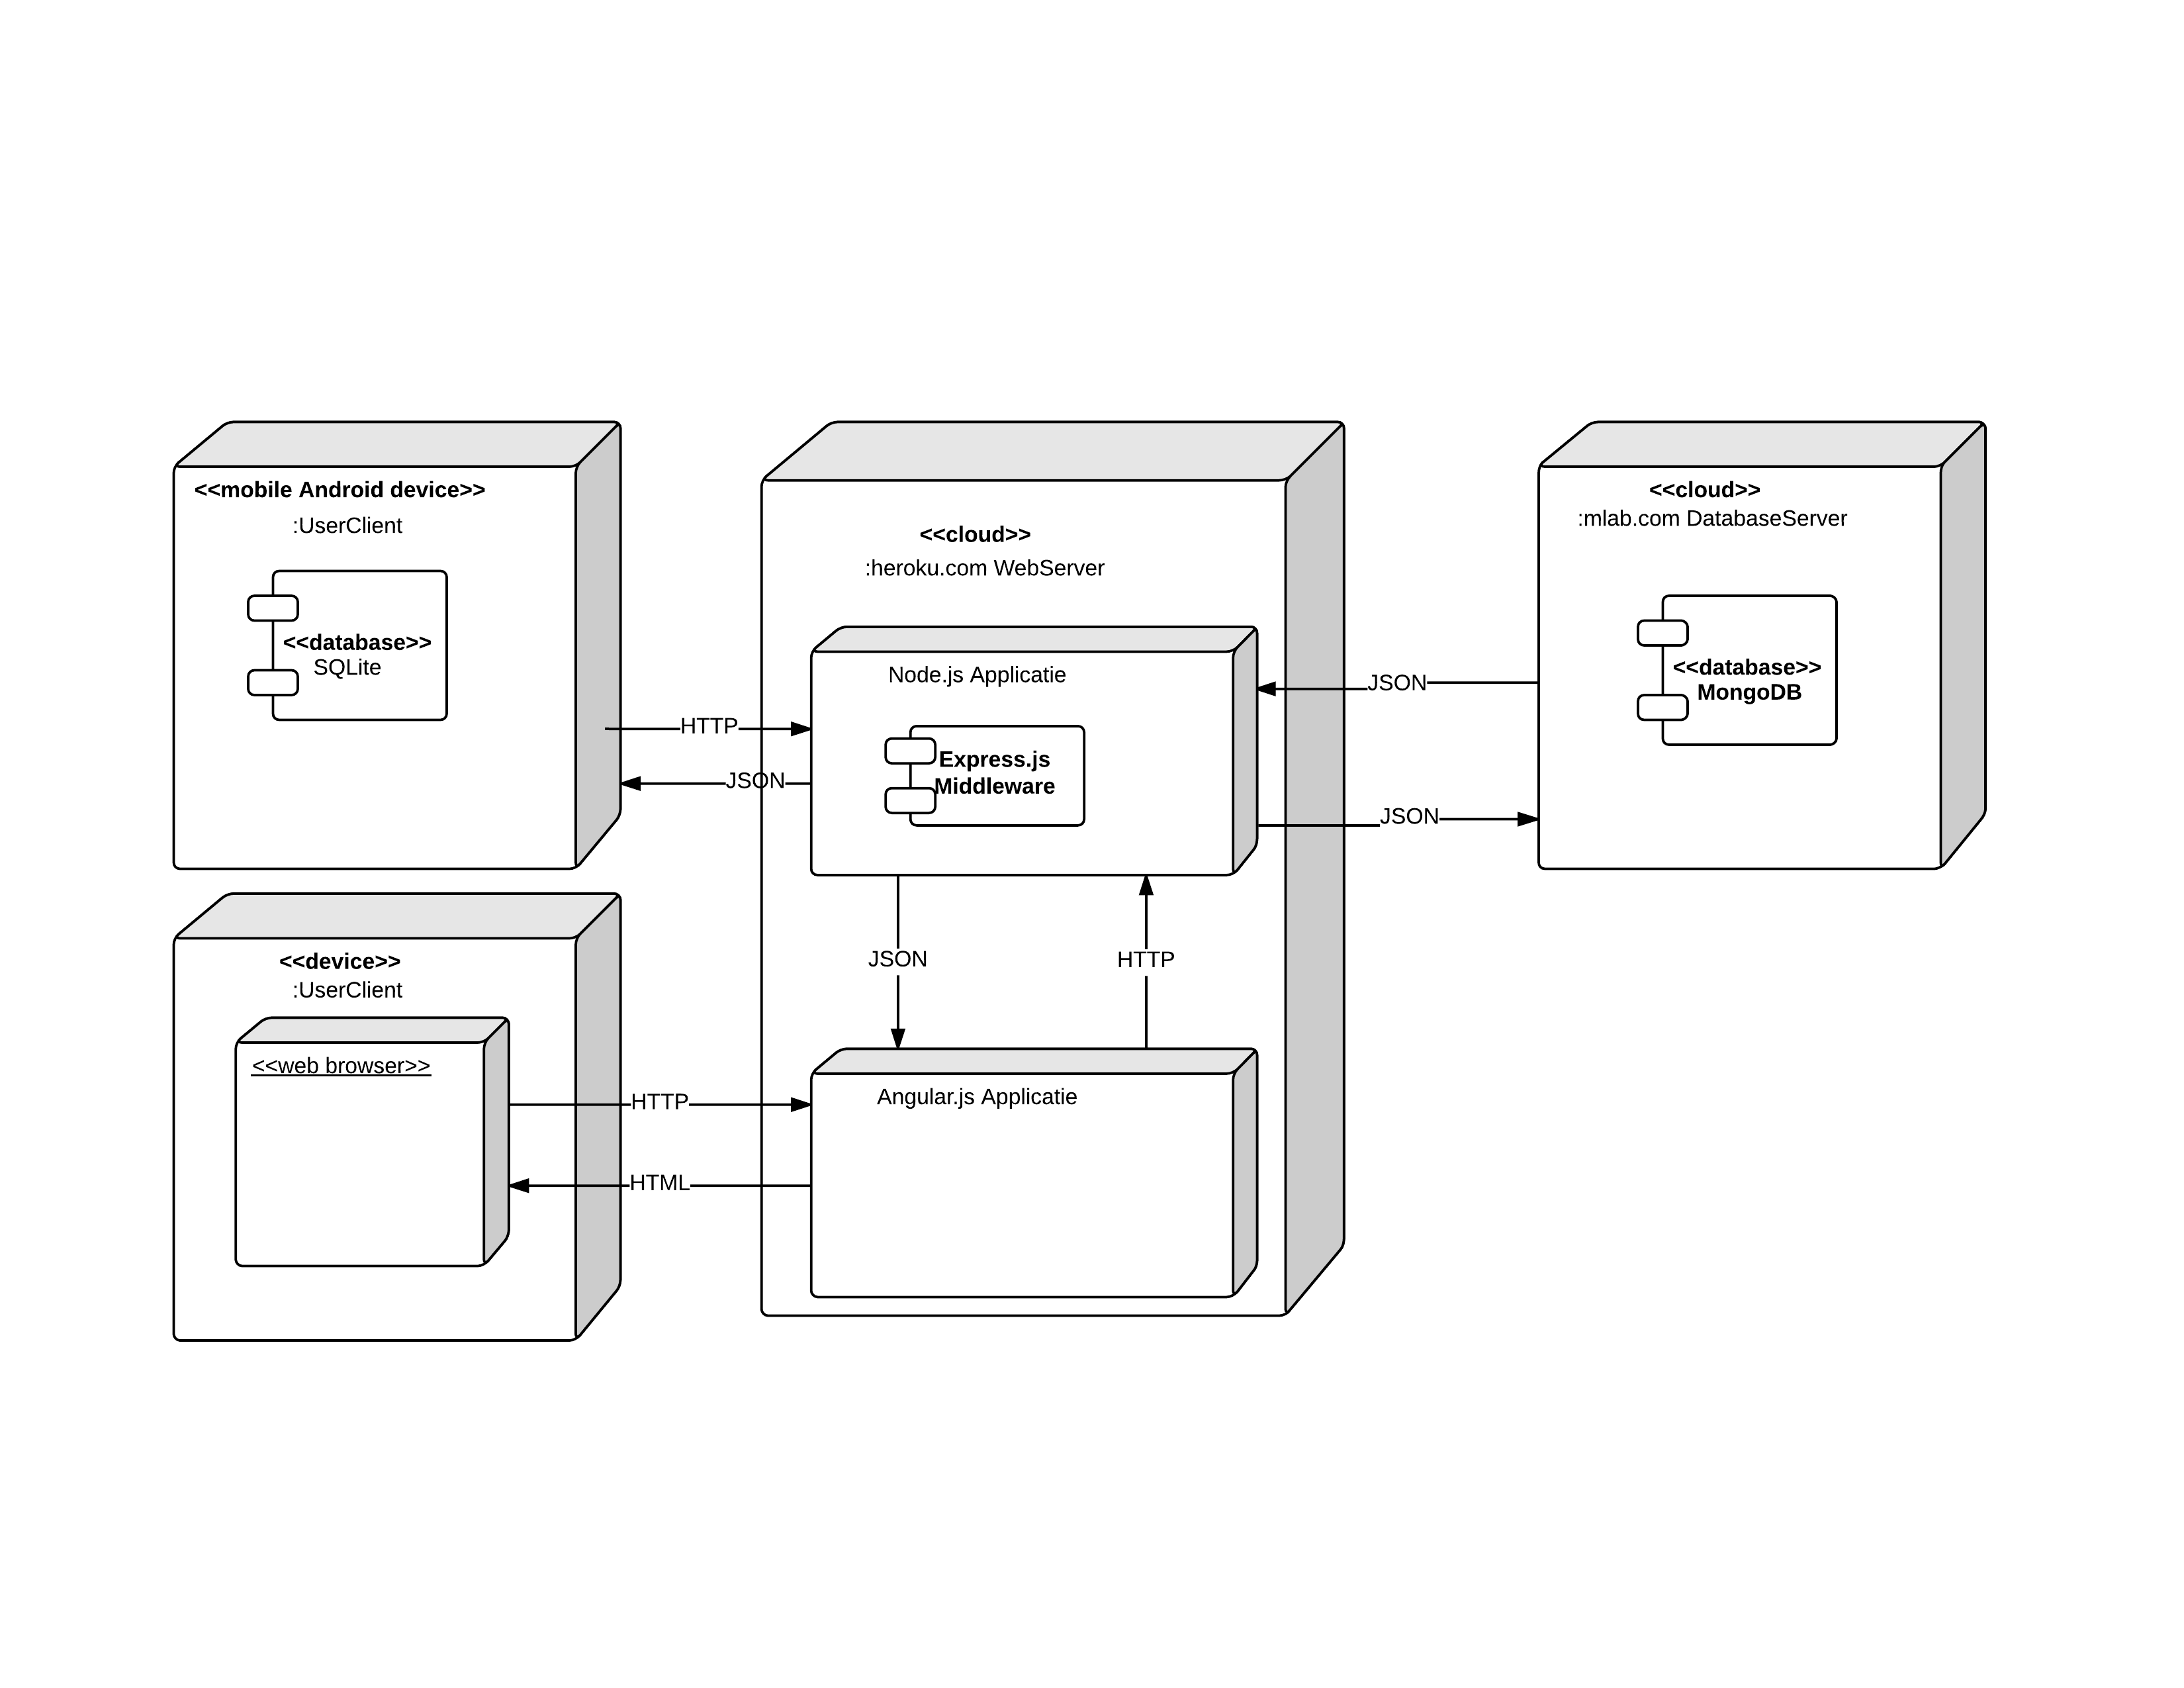 <<mobile Android device>>
:UserClient
<<database>>
SQLite
HTTP
JSON
<<cloud>>
:heroku.com WebServer
Node.js Applicatie
Express.js
Middleware
JSON
JSON
<<cloud>>
:mlab.com DatabaseServer
<<database>>
MongoDB
JSON
HTTP
<<device>>
:UserClient
<<web browser>>
HTTP
HTML
Angular.js Applicatie